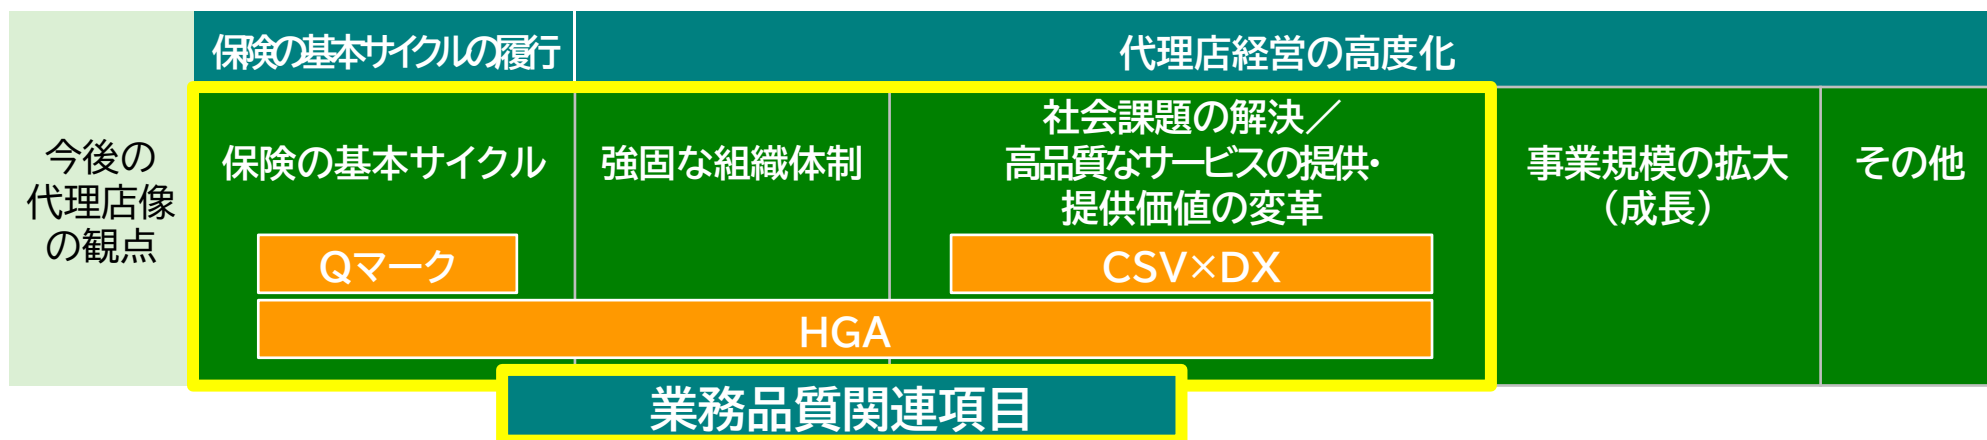 保険の基本サイクルの履行
代理店経営の高度化
今後の
代理店像
の観点
保険の基本サイクル
強固な組織体制
社会課題の解決／
高品質なサービスの提供・
提供価値の変革
事業規模の拡大
（成長）
その他
Qマーク
CSV×DX
HGA
業務品質関連項目